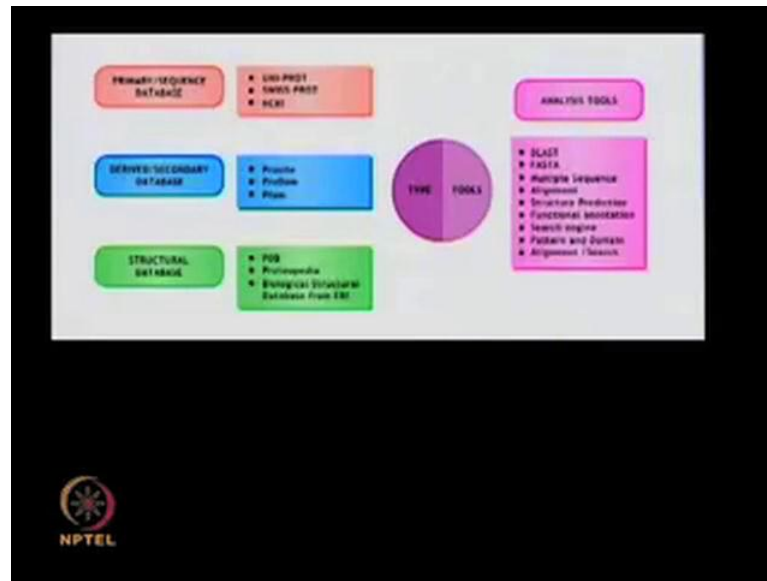 PRIMARY/SEQUENCE
DATABASE
UNI-PROT
SWISS-PROT
NCBI
DERIVED/SECONDARY
DATABASE
Prosite
ProDom
Pfam
STRUCTURAL
DATABASE
PDB
Proteopedia
Biological Structural
Database from EBI
TYPE
TOOLS
ANALYSIS TOOLS
BLAST
FASTA
Multiple Sequence
Alignment
Structure Prediction
Functional annotation
Search engine
Pattern and Domain
Alignment /Search
NPTEL